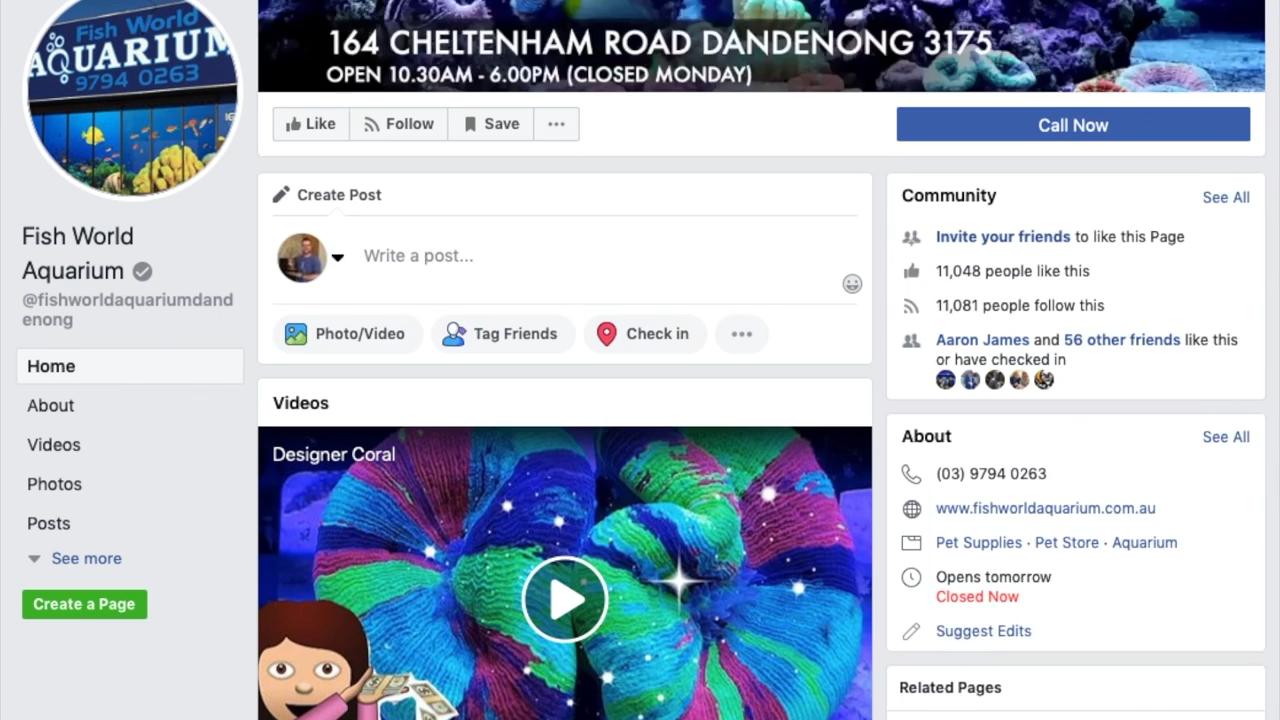 Fish World
AQUARIUM
9794 0263
164 CHELTENHAM ROAD DANDENONG 3175
OPEN 10.30AM - 6.00PM (CLOSED MONDAY)
Like
Follow
Save
Call Now
Fish World
Aquarium
@fishworldaquariumdand
enong
Home
About
Videos
Photos
Posts
See more
Create a Page
Create Post
Write a post...
Photo/Video
Tag Friends
Check in
Videos
Designer Coral
Community
See All
Invite your friends to like this Page
11,048 people like this
11,081 people follow this
Aaron James and 56 other friends like this
or have checked in
About
See All
(03) 9794 0263
www.fishworldaquarium.com.au
Pet Supplies · Pet Store · Aquarium
Opens tomorrow
Closed Now
Suggest Edits
Related Pages